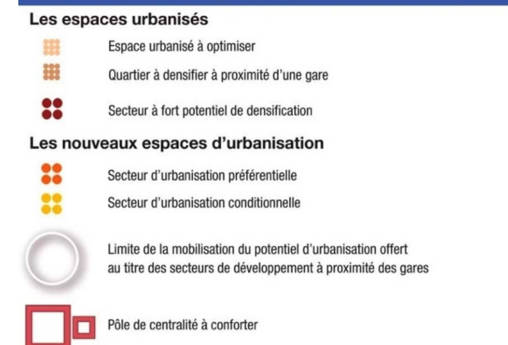 Les espaces urbanisés
Espace urbanisé à optimiser
Quartier à densifier à proximité d'une gare
Secteur à fort potentiel de densification
Les nouveaux espaces d'urbanisation
Secteur d'urbanisation préférentielle
Secteur d'urbanisation conditionnelle
Limite de la mobilisation du potentiel d'urbanisation offert
au titre des secteurs de développement à proximité des gares
Pôle de centralité à conforter